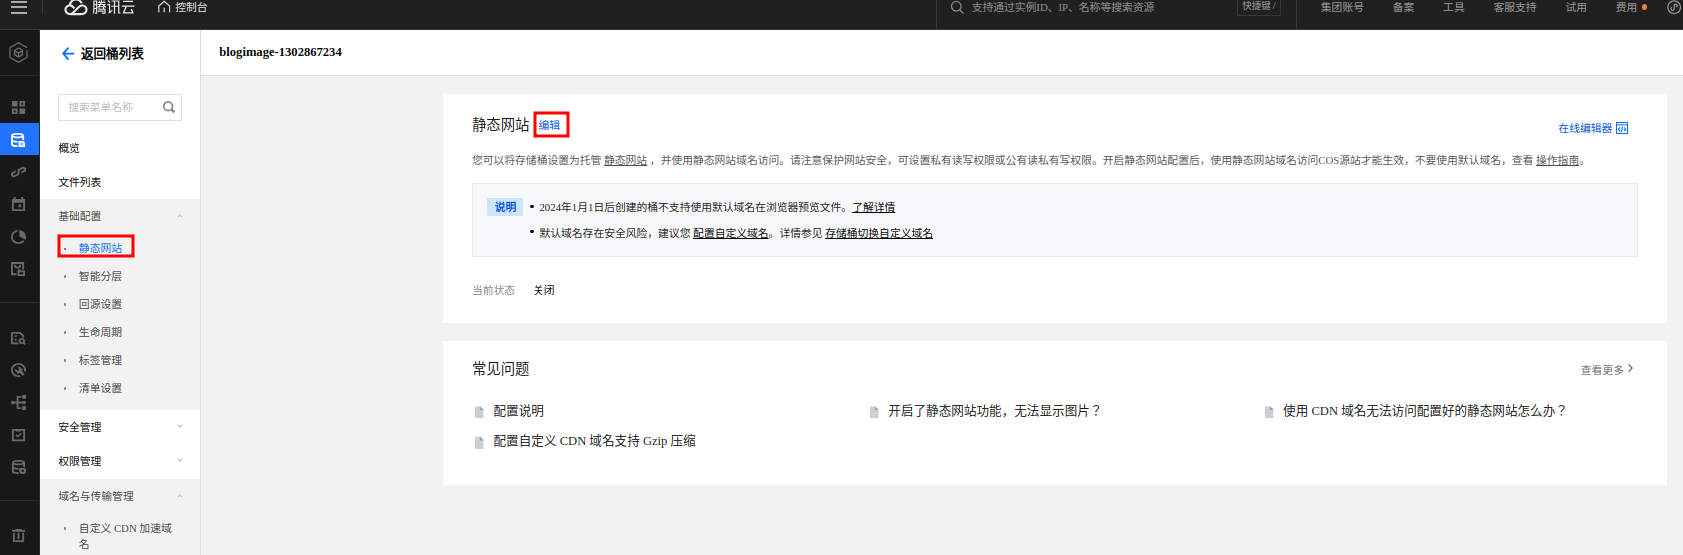 腾讯云
控制台
支持通过实例ID、IP、名称等搜索资源
快捷键 /
集团账号
备案
工具
客服支持
试用
费用
返回桶列表
blogimage-1302867234
搜索菜单名称
概览
文件列表
基础配置
静态网站
智能分层
回源设置
生命周期
标签管理
清单设置
安全管理
权限管理
域名与传输管理
自定义 CDN 加速域
名
静态网站 编辑
在线编辑器
您可以将存储桶设置为托管 静态网站 ，并使用静态网站域名访问。请注意保护网站安全，可设置私有读写权限或公有读私有写权限。开启静态网站配置后，使用静态网站域名访问COS源站才能生效，不要使用默认域名，查看 操作指南。
说明
• 2024年1月1日后创建的桶不支持使用默认域名在浏览器预览文件。了解详情
• 默认域名存在安全风险，建议您 配置自定义域名。详情参见 存储桶切换自定义域名
当前状态 关闭
常见问题
查看更多
配置说明
开启了静态网站功能，无法显示图片？
使用 CDN 域名无法访问配置好的静态网站怎么办？
配置自定义 CDN 域名支持 Gzip 压缩